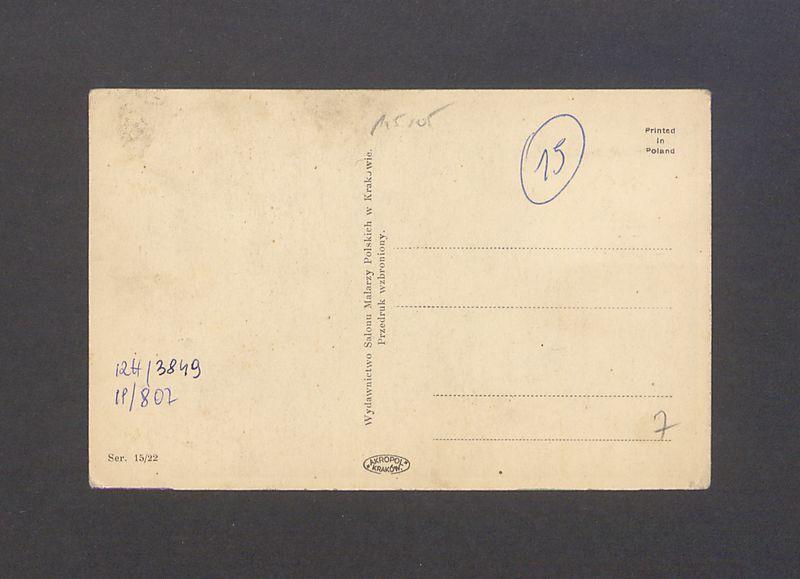 Printed
in
Poland
15
Wydawnictwo Salonu Malarzy Polskich w Krakowie.
Przedruk wzbroniony.
12H/3849
IP/807
7
Ser. 15/22
AKROPOL
KRAKÓW